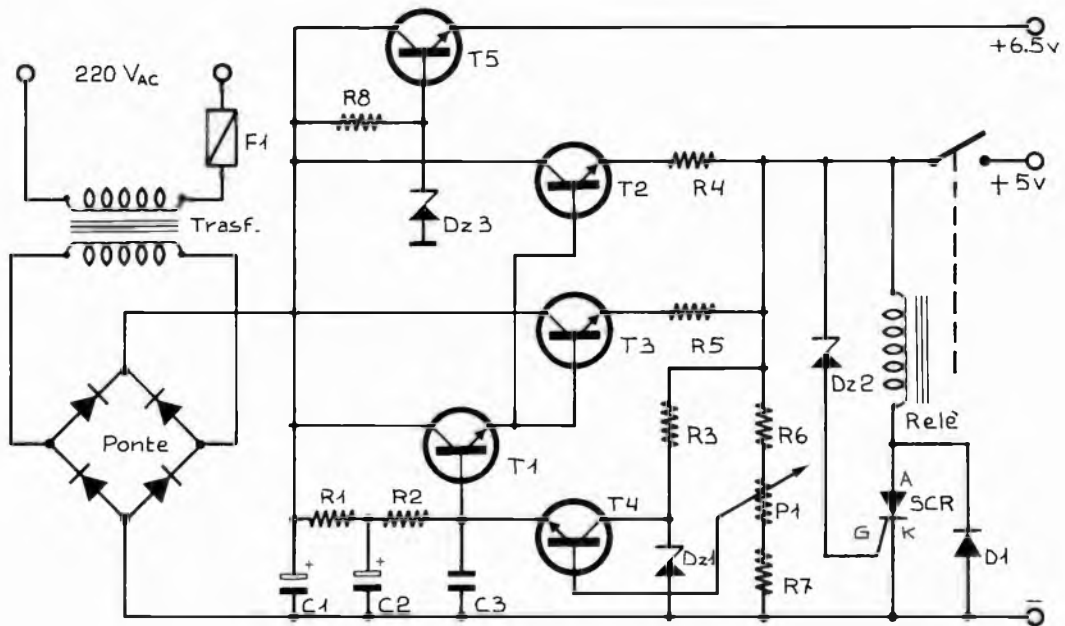 T5
+6.5v
220 VAC
R8
F1
T2
R4
+ 5v
Trasf.
Dz3
T3
R5
Dz2
Ponte
T1
R3
R6
Relè
A
R1
+
R2
T4
P1
SCR
G
K
+
Dz1
D1
C1
C2
C3
R7
-